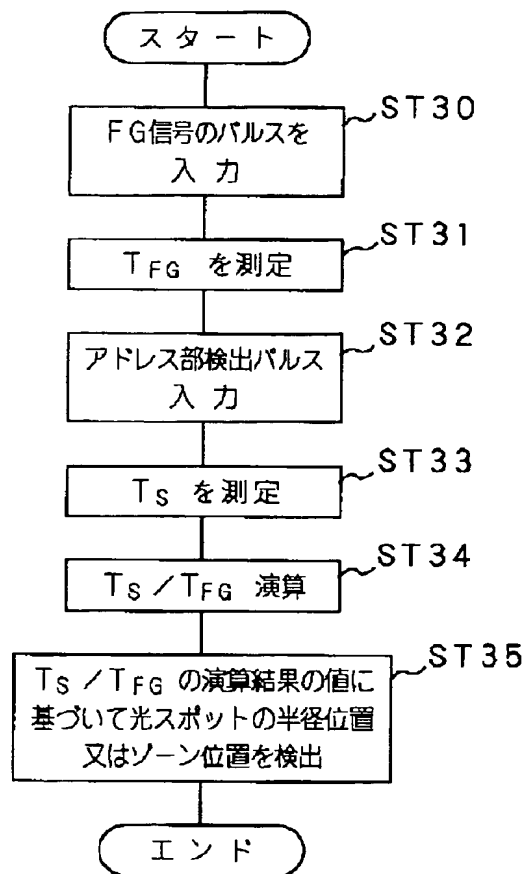 スタート
ST30
FG信号のパルスを
入力
ST31
TFG を測定
ST32
アドレス部検出パルス
入力
ST33
TS を測定
ST34
TS／TFG 演算
ST35
TS／TFG の演算結果の値に
基づいて光スポットの半径位置
又はゾーン位置を検出
エンド